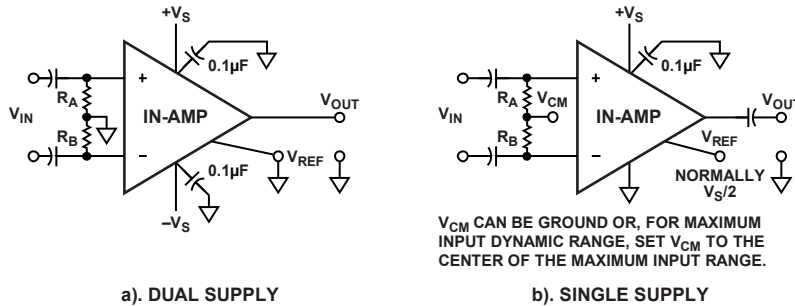 +VS
0.1µF
+
RA
VIN
IN-AMP
VOUT
RB
−
VREF
0.1µF
–VS
a). DUAL SUPPLY
+VS
0.1µF
+
RA
VCM
VIN
IN-AMP
VOUT
RB
−
VREF
NORMALLY
VS/2
VCM CAN BE GROUND OR, FOR MAXIMUM
INPUT DYNAMIC RANGE, SET VCM TO THE
CENTER OF THE MAXIMUM INPUT RANGE.
b). SINGLE SUPPLY